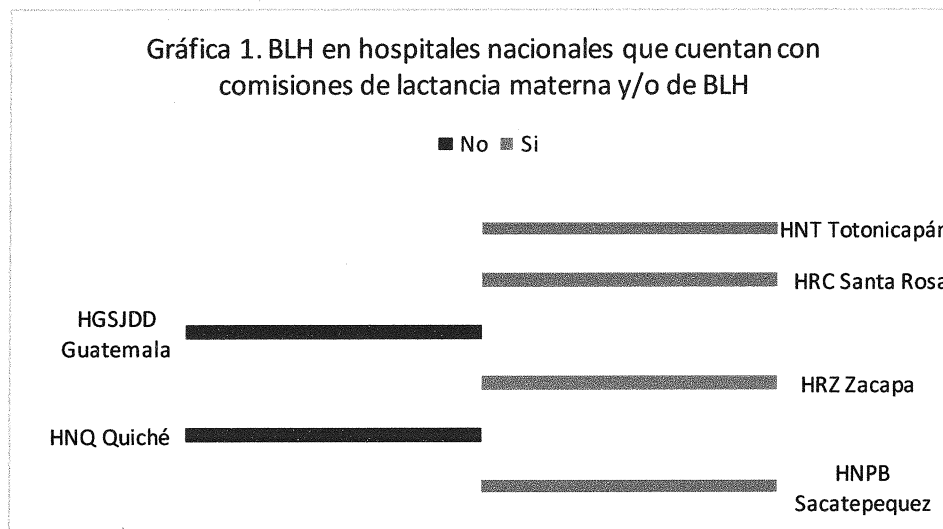 Gráfica 1. BLH en hospitales nacionales que cuentan con
comisiones de lactancia materna y/o de BLH
No Si
HNT Totonicapán
HRC Santa Rosa
HGSJDD
Guatemala
HRZ Zacapa
HNQ Quiché
HNPB
Sacatepequez